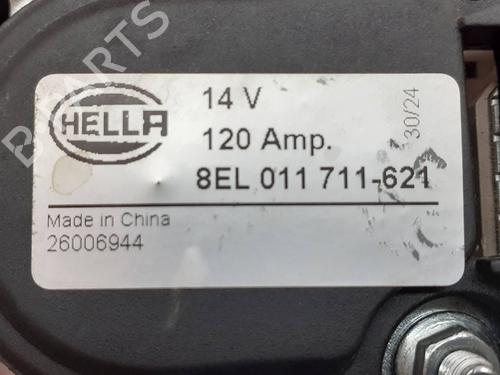 HELLA
14 V
120 Amp.
8EL 011 711-621
30/24
Made in China
26006944